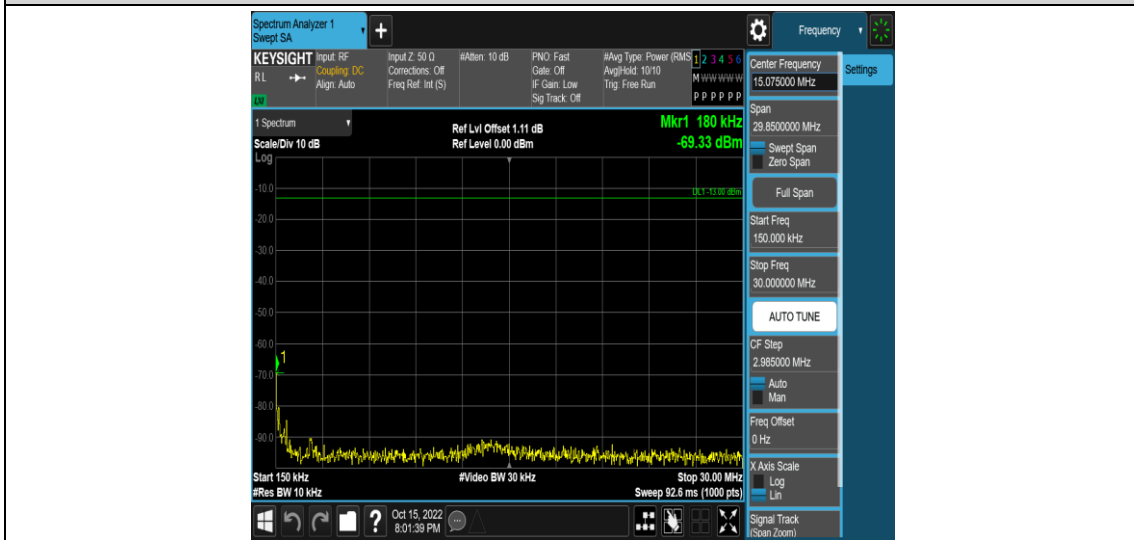 Spectrum Analyzer 1
Swept SA
+
Frequency
KEYSIGHT
RL
LXI
Input: RF
Coupling: DC
Align: Auto
Input Z: 50 Ω
Corrections: Off
Freq Ref: Int (S)
#Atten: 10 dB
PNO: Fast
Gate: Off
IF Gain: Low
Sig Track: Off
#Avg Type: Power (RMS
Avg|Hold: 10/10
Trig: Free Run
1 2 3 4 5 6
M W W W W W
P P P P P P
1 Spectrum
Scale/Div 10 dB
Ref Lvl Offset 1.11 dB
Ref Level 0.00 dBm
Mkr1 180 kHz
-69.33 dBm
Log
-10.0
DL1 -13.00 dBm
-20.0
-30.0
-40.0
-50.0
-60.0
1
-70.0
-80.0
-90.0
Start 150 kHz
#Video BW 30 kHz
Stop 30.00 MHz
#Res BW 10 kHz
Sweep 92.6 ms (1000 pts)
?
Oct 15, 2022
8:01:39 PM
Center Frequency
15.075000 MHz
Settings
Span
29.8500000 MHz
Swept Span
Zero Span
Full Span
Start Freq
150.000 kHz
Stop Freq
30.000000 MHz
AUTO TUNE
CF Step
2.985000 MHz
Auto
Man
Freq Offset
0 Hz
X Axis Scale
Log
Lin
Signal Track
(Span Zoom)